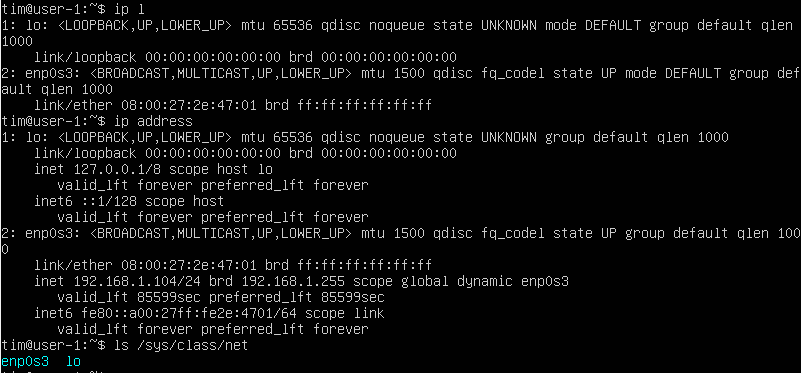 tim@user-1:~$ ip l
1: lo: <LOOPBACK,UP,LOWER_UP> mtu 65536 qdisc noqueue state UNKNOWN mode DEFAULT group default qlen
1000
    link/loopback 00:00:00:00:00:00 brd 00:00:00:00:00:00
2: enp0s3: <BROADCAST,MULTICAST,UP,LOWER_UP> mtu 1500 qdisc fq_codel state UP mode DEFAULT group def
ault qlen 1000
    link/ether 08:00:27:2e:47:01 brd ff:ff:ff:ff:ff:ff
tim@user-1:~$ ip address
1: lo: <LOOPBACK,UP,LOWER_UP> mtu 65536 qdisc noqueue state UNKNOWN group default qlen 1000
    link/loopback 00:00:00:00:00:00 brd 00:00:00:00:00:00
    inet 127.0.0.1/8 scope host lo
       valid_lft forever preferred_lft forever
    inet6 ::1/128 scope host
       valid_lft forever preferred_lft forever
2: enp0s3: <BROADCAST,MULTICAST,UP,LOWER_UP> mtu 1500 qdisc fq_codel state UP group default qlen 100
0
    link/ether 08:00:27:2e:47:01 brd ff:ff:ff:ff:ff:ff
    inet 192.168.1.104/24 brd 192.168.1.255 scope global dynamic enp0s3
       valid_lft 85599sec preferred_lft 85599sec
    inet6 fe80::a00:27ff:fe2e:4701/64 scope link
       valid_lft forever preferred_lft forever
tim@user-1:~$ ls /sys/class/net
enp0s3  lo